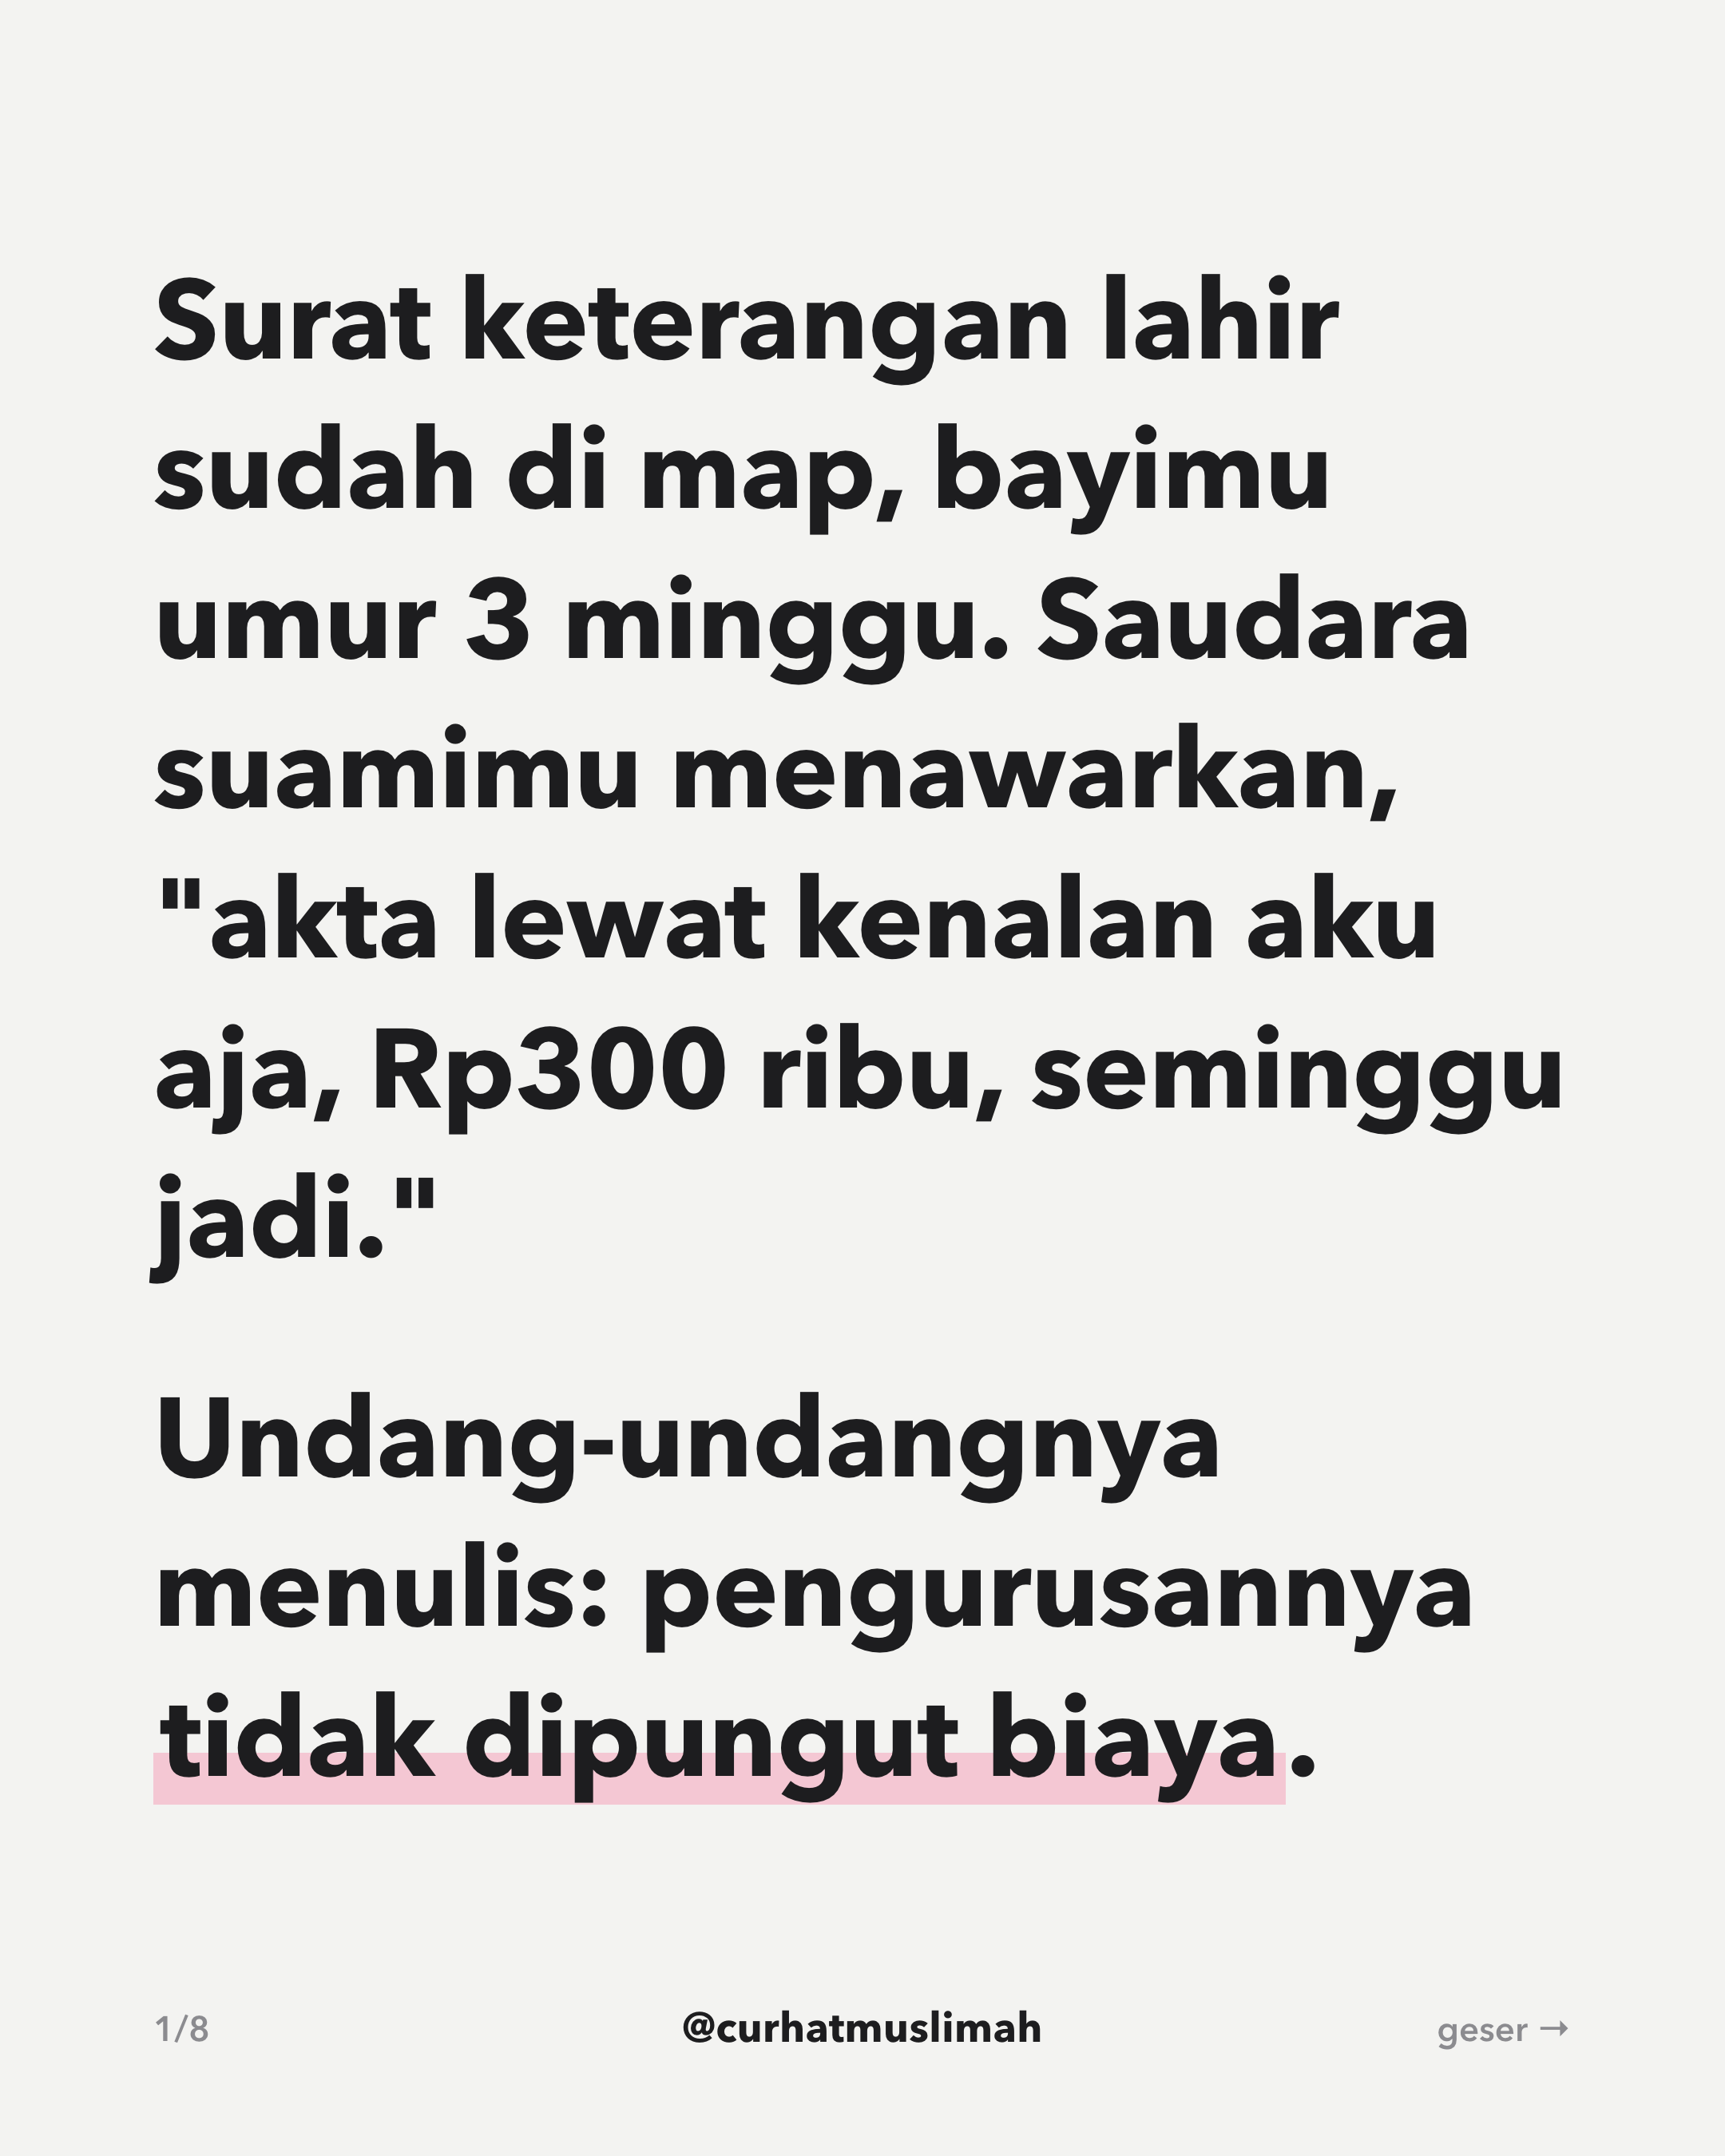 Surat keterangan lahir
sudah di map, bayimu
umur 3 minggu. Saudara
suamimu menawarkan,
"akta lewat kenalan aku
aja, Rp300 ribu, seminggu
jadi."
Undang-undangnya
menulis: pengurusannya
tidak dipungut biaya.
1/8
@curhatmuslimah
geser →